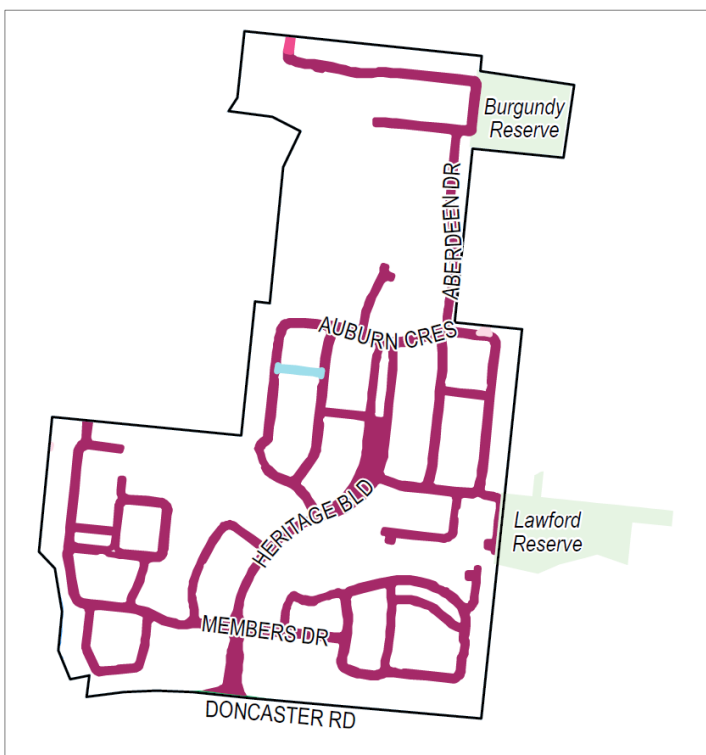 Burgundy
Reserve
ABERDEEN DR
AUBURN CRES
HERITAGE BLD
Lawford
Reserve
MEMBERS DR
DONCASTER RD